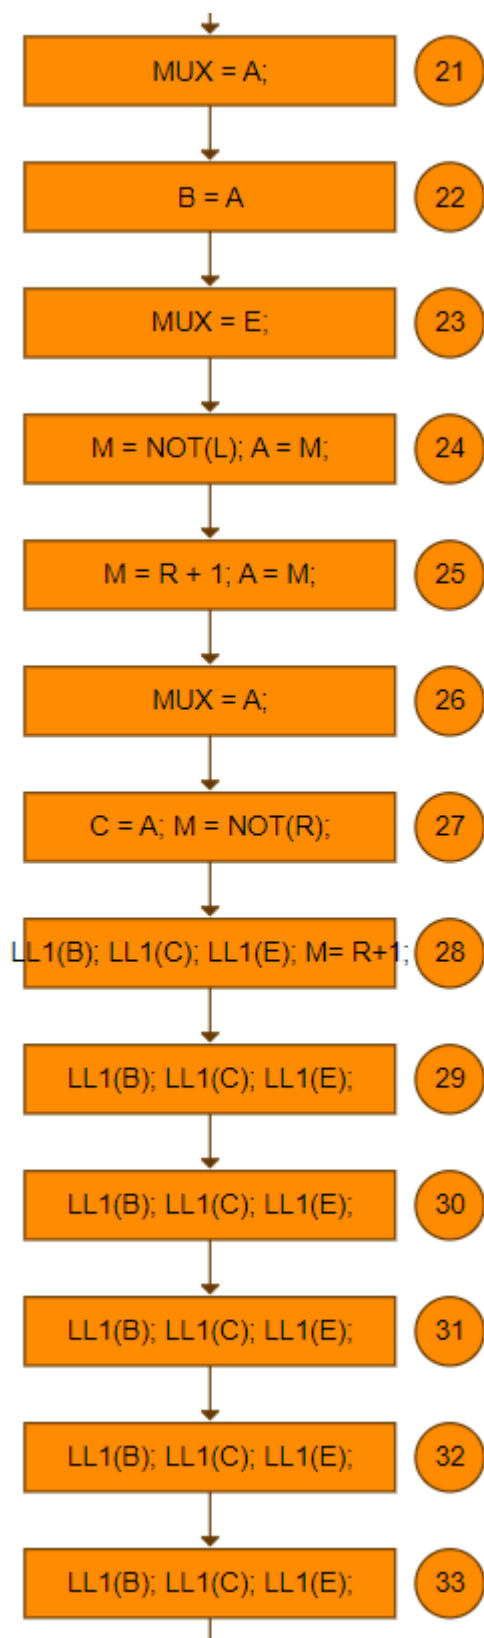 MUX = A; 21
B = A 22
MUX = E; 23
M = NOT(L); A = M; 24
M = R + 1; A = M; 25
MUX = A; 26
C = A; M = NOT(R); 27
LL1(B); LL1(C); LL1(E); M= R+1; 28
LL1(B); LL1(C); LL1(E); 29
LL1(B); LL1(C); LL1(E); 30
LL1(B); LL1(C); LL1(E); 31
LL1(B); LL1(C); LL1(E); 32
LL1(B); LL1(C); LL1(E); 33